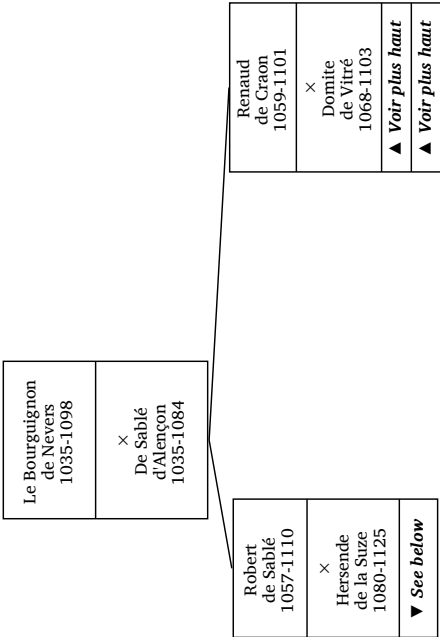 Le Bourguignon
de Nevers
1035-1098
×
De Sablé
d'Alençon
1035-1084
Robert
de Sablé
1057-1110
×
Hersende
de la Suze
1080-1125
▼ See below
Renaud
de Craon
1059-1101
×
Domite
de Vitré
1068-1103
▲ Voir plus haut
▲ Voir plus haut